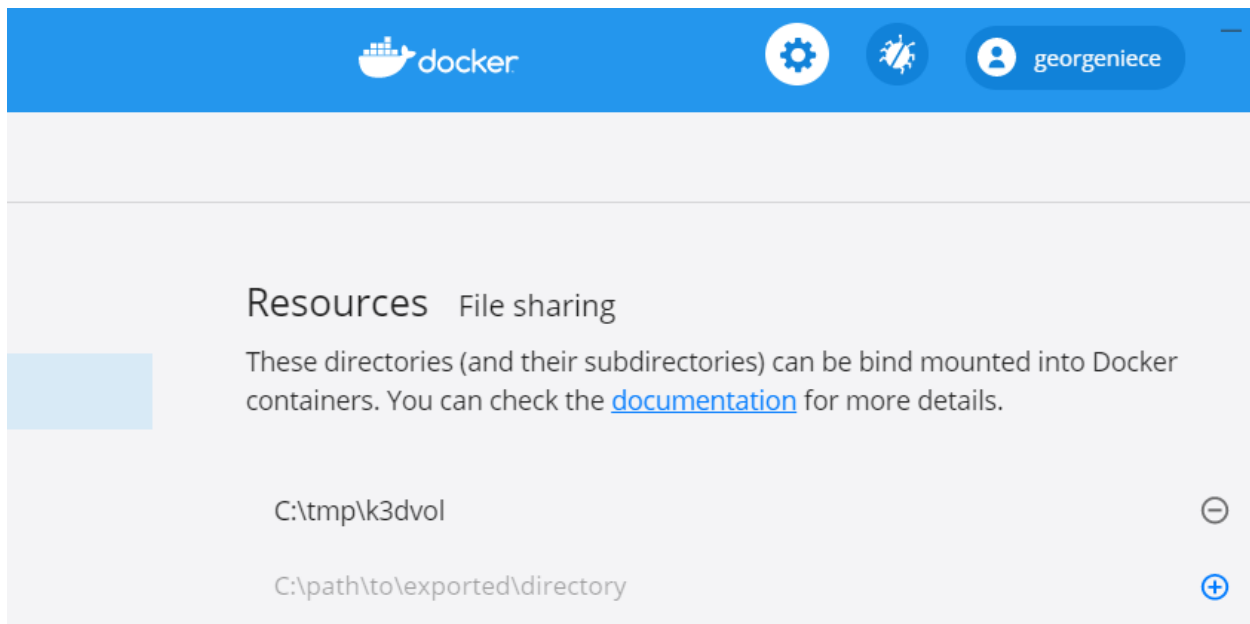 docker
georgeniece
Resources File sharing
These directories (and their subdirectories) can be bind mounted into Docker
containers. You can check the documentation for more details.
C:\tmp\k3dvol
C:\path\to\exported\directory